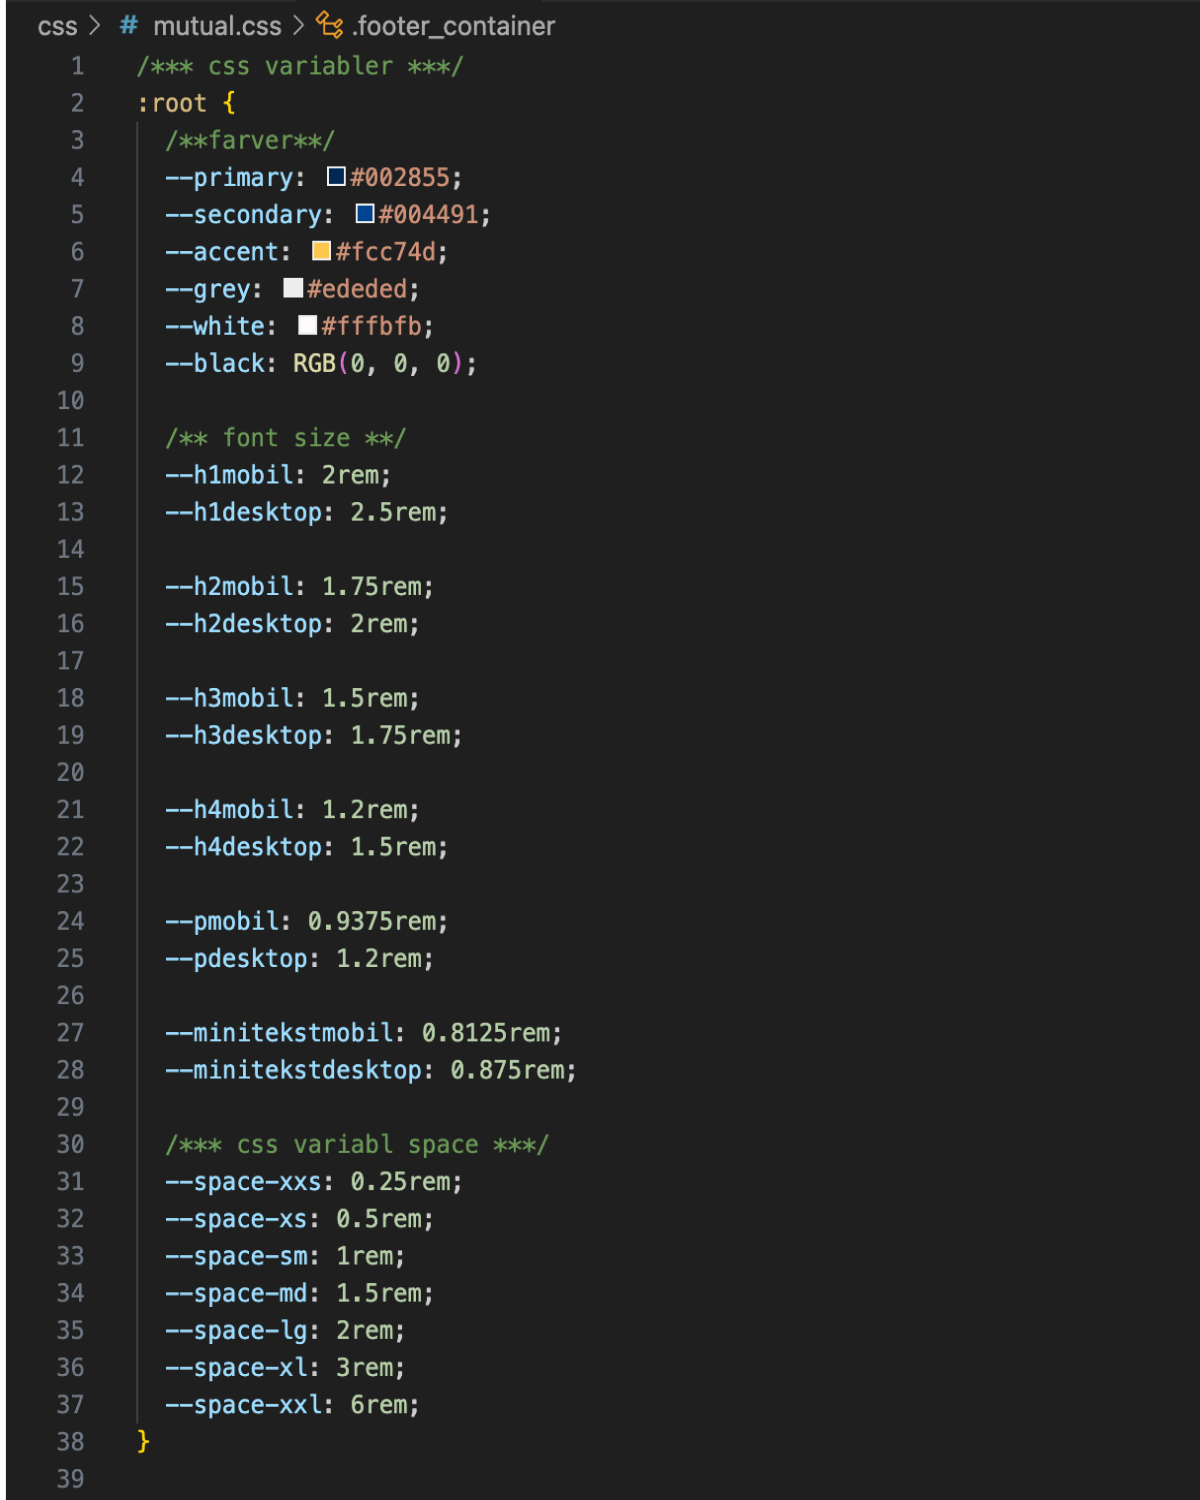 css > # mutual.css > .footer_container
1 /*** css variabler ***/
2 :root {
3 /**farver**/
4 --primary: #002855;
5 --secondary: #004491;
6 --accent: #fcc74d;
7 --grey: #ededed;
8 --white: #fffbfb;
9 --black: RGB(0, 0, 0);
10
11 /** font size **/
12 --h1mobil: 2rem;
13 --h1desktop: 2.5rem;
14
15 --h2mobil: 1.75rem;
16 --h2desktop: 2rem;
17
18 --h3mobil: 1.5rem;
19 --h3desktop: 1.75rem;
20
21 --h4mobil: 1.2rem;
22 --h4desktop: 1.5rem;
23
24 --pmobil: 0.9375rem;
25 --pdesktop: 1.2rem;
26
27 --minitekstmobil: 0.8125rem;
28 --minitekstdesktop: 0.875rem;
29
30 /*** css variabl space ***/
31 --space-xxs: 0.25rem;
32 --space-xs: 0.5rem;
33 --space-sm: 1rem;
34 --space-md: 1.5rem;
35 --space-lg: 2rem;
36 --space-xl: 3rem;
37 --space-xxl: 6rem;
38 }
39